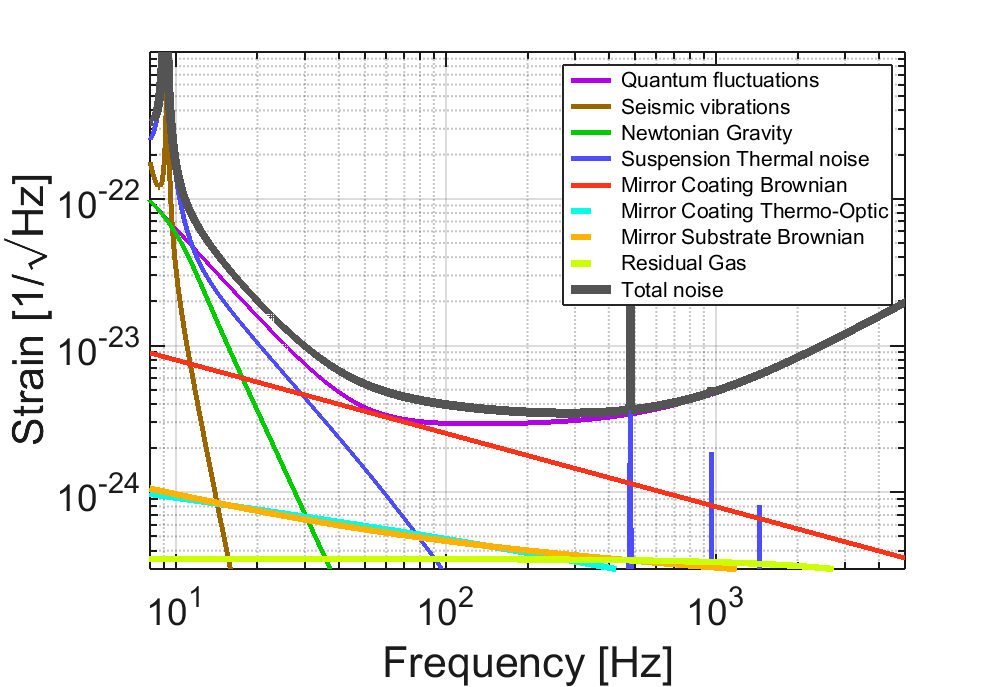 Quantum fluctuations
Seismic vibrations
Newtonian Gravity
Suspension Thermal noise
Mirror Coating Brownian
Mirror Coating Thermo-Optic
Mirror Substrate Brownian
Residual Gas
Total noise
10^-22
10^-23
10^-24
Strain [1/√Hz]
10^1 10^2 10^3
Frequency [Hz]